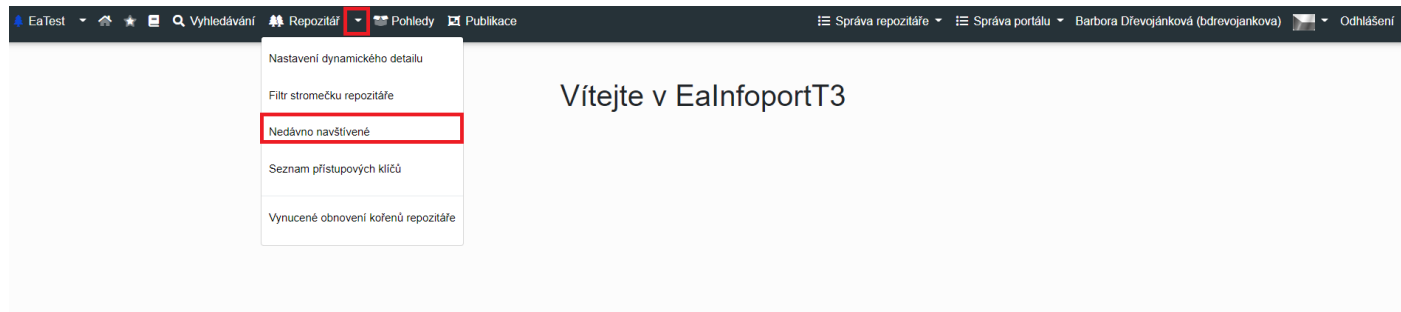 EaTest Vyhledávání Repozitář Pohledy Publikace Správa repozitáře Správa portálu Barbora Dřevojánková (bdrevojankova) Odhlášení
Nastavení dynamického detailu
Filtr stromečku repozitáře
Nedávno navštívené
Seznam přístupových klíčů
Vynucené obnovení kořenů repozitáře
Vítejte v EaInfoportT3